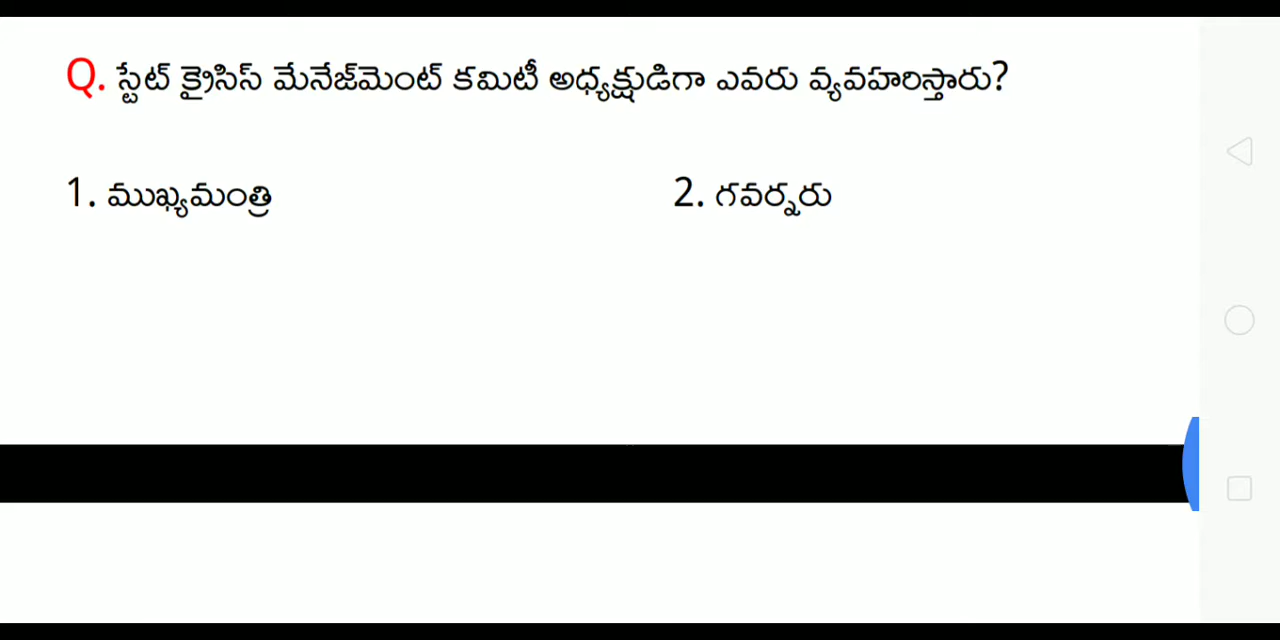 Q. స్టేట్ క్రైసిస్ మేనేజ్‌మెంట్ కమిటీ అధ్యక్షుడిగా ఎవరు వ్యవహరిస్తారు?
1. ముఖ్యమంత్రి 2. గవర్నరు